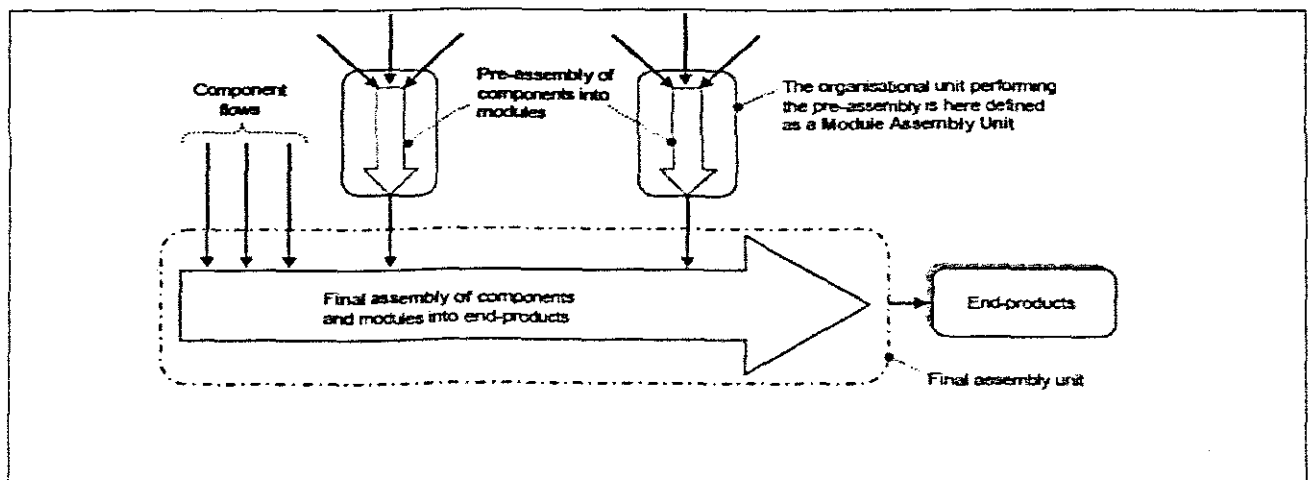 Component
flows
Pre-assembly of
components into
modules
The organisational unit performing
the pre-assembly is here defined
as a Module Assembly Unit
Final assembly of components
and modules into end-products
End-products
Final assembly unit